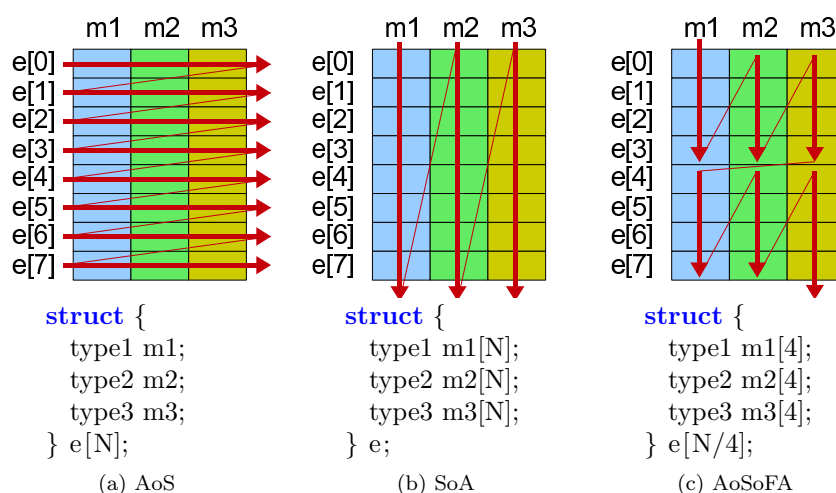 m1 m2 m3
e[0]
e[1]
e[2]
e[3]
e[4]
e[5]
e[6]
e[7]
struct {
type1 m1;
type2 m2;
type3 m3;
} e[N];
(a) AoS
m1 m2 m3
e[0]
e[1]
e[2]
e[3]
e[4]
e[5]
e[6]
e[7]
struct {
type1 m1[N];
type2 m2[N];
type3 m3[N];
} e;
(b) SoA
m1 m2 m3
e[0]
e[1]
e[2]
e[3]
e[4]
e[5]
e[6]
e[7]
struct {
type1 m1[4];
type2 m2[4];
type3 m3[4];
} e[N/4];
(c) AoSoFA